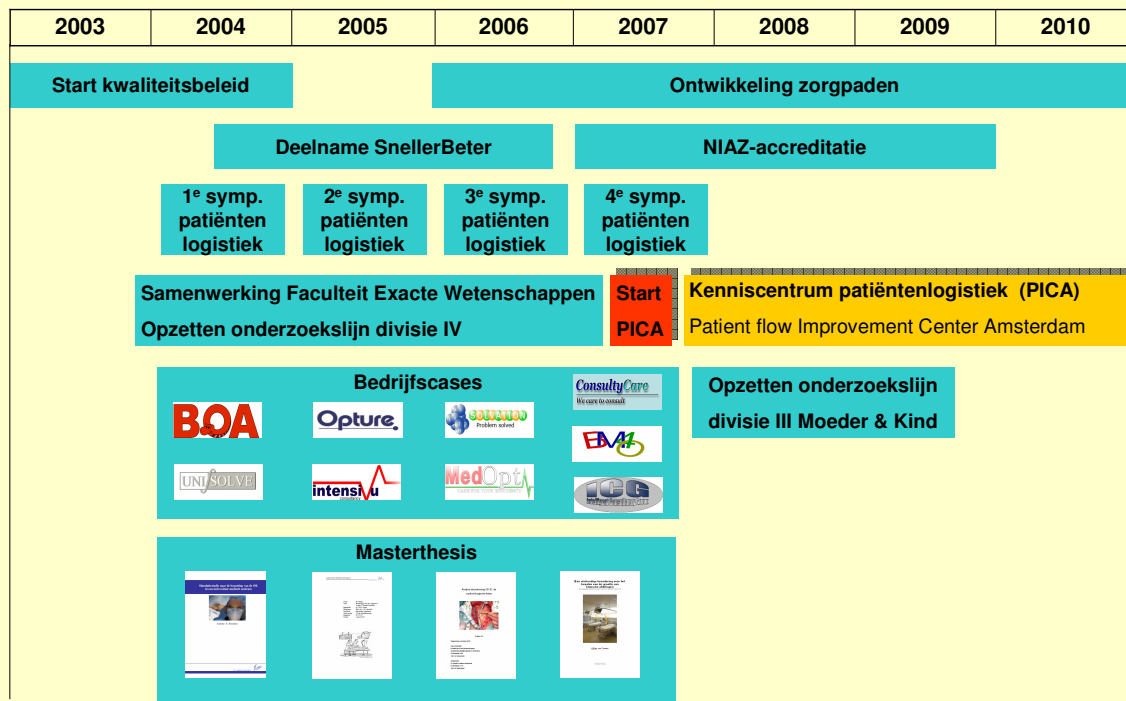 2003 2004 2005 2006 2007 2008 2009 2010
Start kwaliteitsbeleid
Ontwikkeling zorgpaden
Deelname SnellerBeter
NIAZ-accreditatie
1e symp.
patiënten
logistiek
2e symp.
patiënten
logistiek
3e symp.
patiënten
logistiek
4e symp.
patiënten
logistiek
Samenwerking Faculteit Exacte Wetenschappen
Opzetten onderzoekslijn divisie IV
Start
PICA
Kenniscentrum patiëntenlogistiek (PICA)
Patient flow Improvement Center Amsterdam
Bedrijfscases
BOA
Opture.
Problem solved
ConsultyCare
We care to consult
UNISOLVE
intensivu
consultancy
MedOpt
ICG
Opzetten onderzoekslijn
divisie III Moeder & Kind
Masterthesis